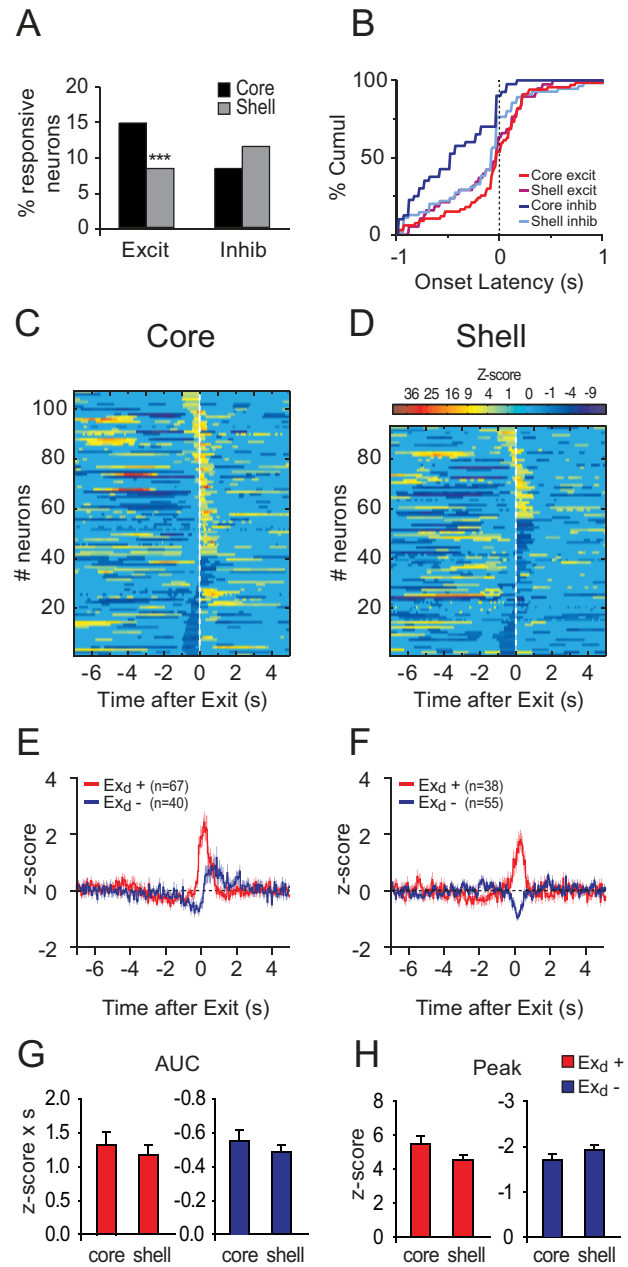 A
B
% responsive
neurons
20
15
10
5
0
Core
Shell
***
Excit
Inhib
% Cumul
100
50
0
Core excit
Shell excit
Core inhib
Shell inhib
-1
0
1
Onset Latency (s)
C
Core
D
Shell
Z-score
36 25 16 9 4 1 0 -1 -4 -9
# neurons
100
80
60
40
20
-6 -4 -2 0 2 4
Time after Exit (s)
# neurons
80
60
40
20
-6 -4 -2 0 2 4
Time after Exit (s)
E
z-score
4
2
0
-2
Exd + (n=67)
Exd - (n=40)
-6 -4 -2 0 2 4
Time after Exit (s)
F
z-score
4
2
0
-2
Exd + (n=38)
Exd - (n=55)
-6 -4 -2 0 2 4
Time after Exit (s)
G
AUC
z-score x s
2.0
1.5
1.0
0.5
0.0
core shell
-0.8
-0.6
-0.4
-0.2
-0.0
core shell
H
Peak
Exd +
Exd -
z-score
8
6
4
2
0
core shell
-3
-2
-1
0
core shell